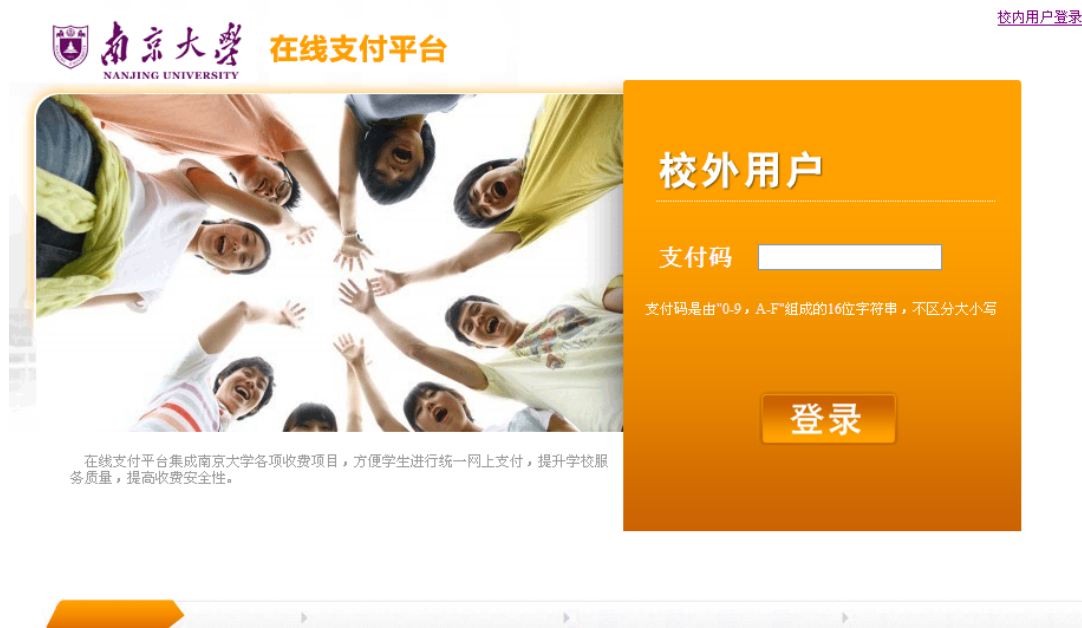 校内用户登录
南京大學
NANJING UNIVERSITY
在线支付平台
校外用户
支付码
支付码是由"0-9，A-F"组成的16位字符串，不区分大小写
登录
在线支付平台集成南京大学各项收费项目，方便学生进行统一网上支付，提升学校服
务质量，提高收费安全性。